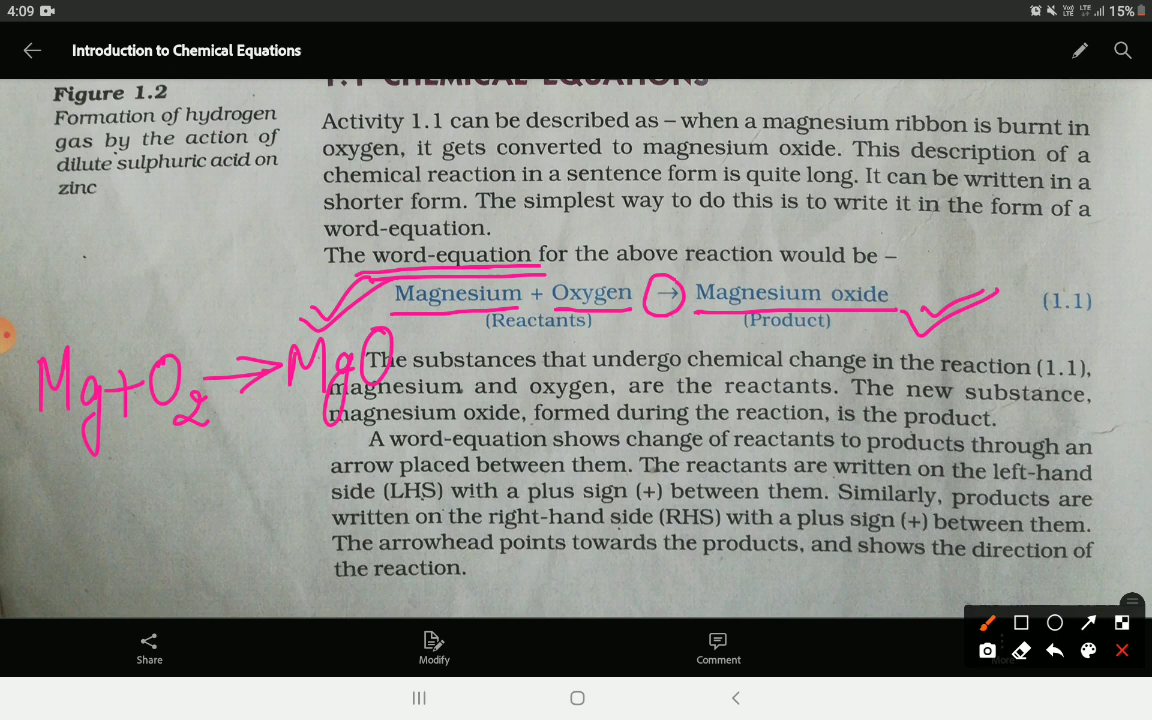 4:09 15%
Introduction to Chemical Equations
Figure 1.2
Formation of hydrogen
gas by the action of
dilute sulphuric acid on
zinc
1.1 CHEMICAL EQUATIONS
Activity 1.1 can be described as – when a magnesium ribbon is burnt in
oxygen, it gets converted to magnesium oxide. This description of a
chemical reaction in a sentence form is quite long. It can be written in a
shorter form. The simplest way to do this is to write it in the form of a
word-equation.
The word-equation for the above reaction would be –
Magnesium + Oxygen → Magnesium oxide (1.1)
(Reactants) (Product)
Mg+O₂→MgO
The substances that undergo chemical change in the reaction (1.1),
magnesium and oxygen, are the reactants. The new substance,
magnesium oxide, formed during the reaction, is the product.
A word-equation shows change of reactants to products through an
arrow placed between them. The reactants are written on the left-hand
side (LHS) with a plus sign (+) between them. Similarly, products are
written on the right-hand side (RHS) with a plus sign (+) between them.
The arrowhead points towards the products, and shows the direction of
the reaction.
Share Modify Comment More